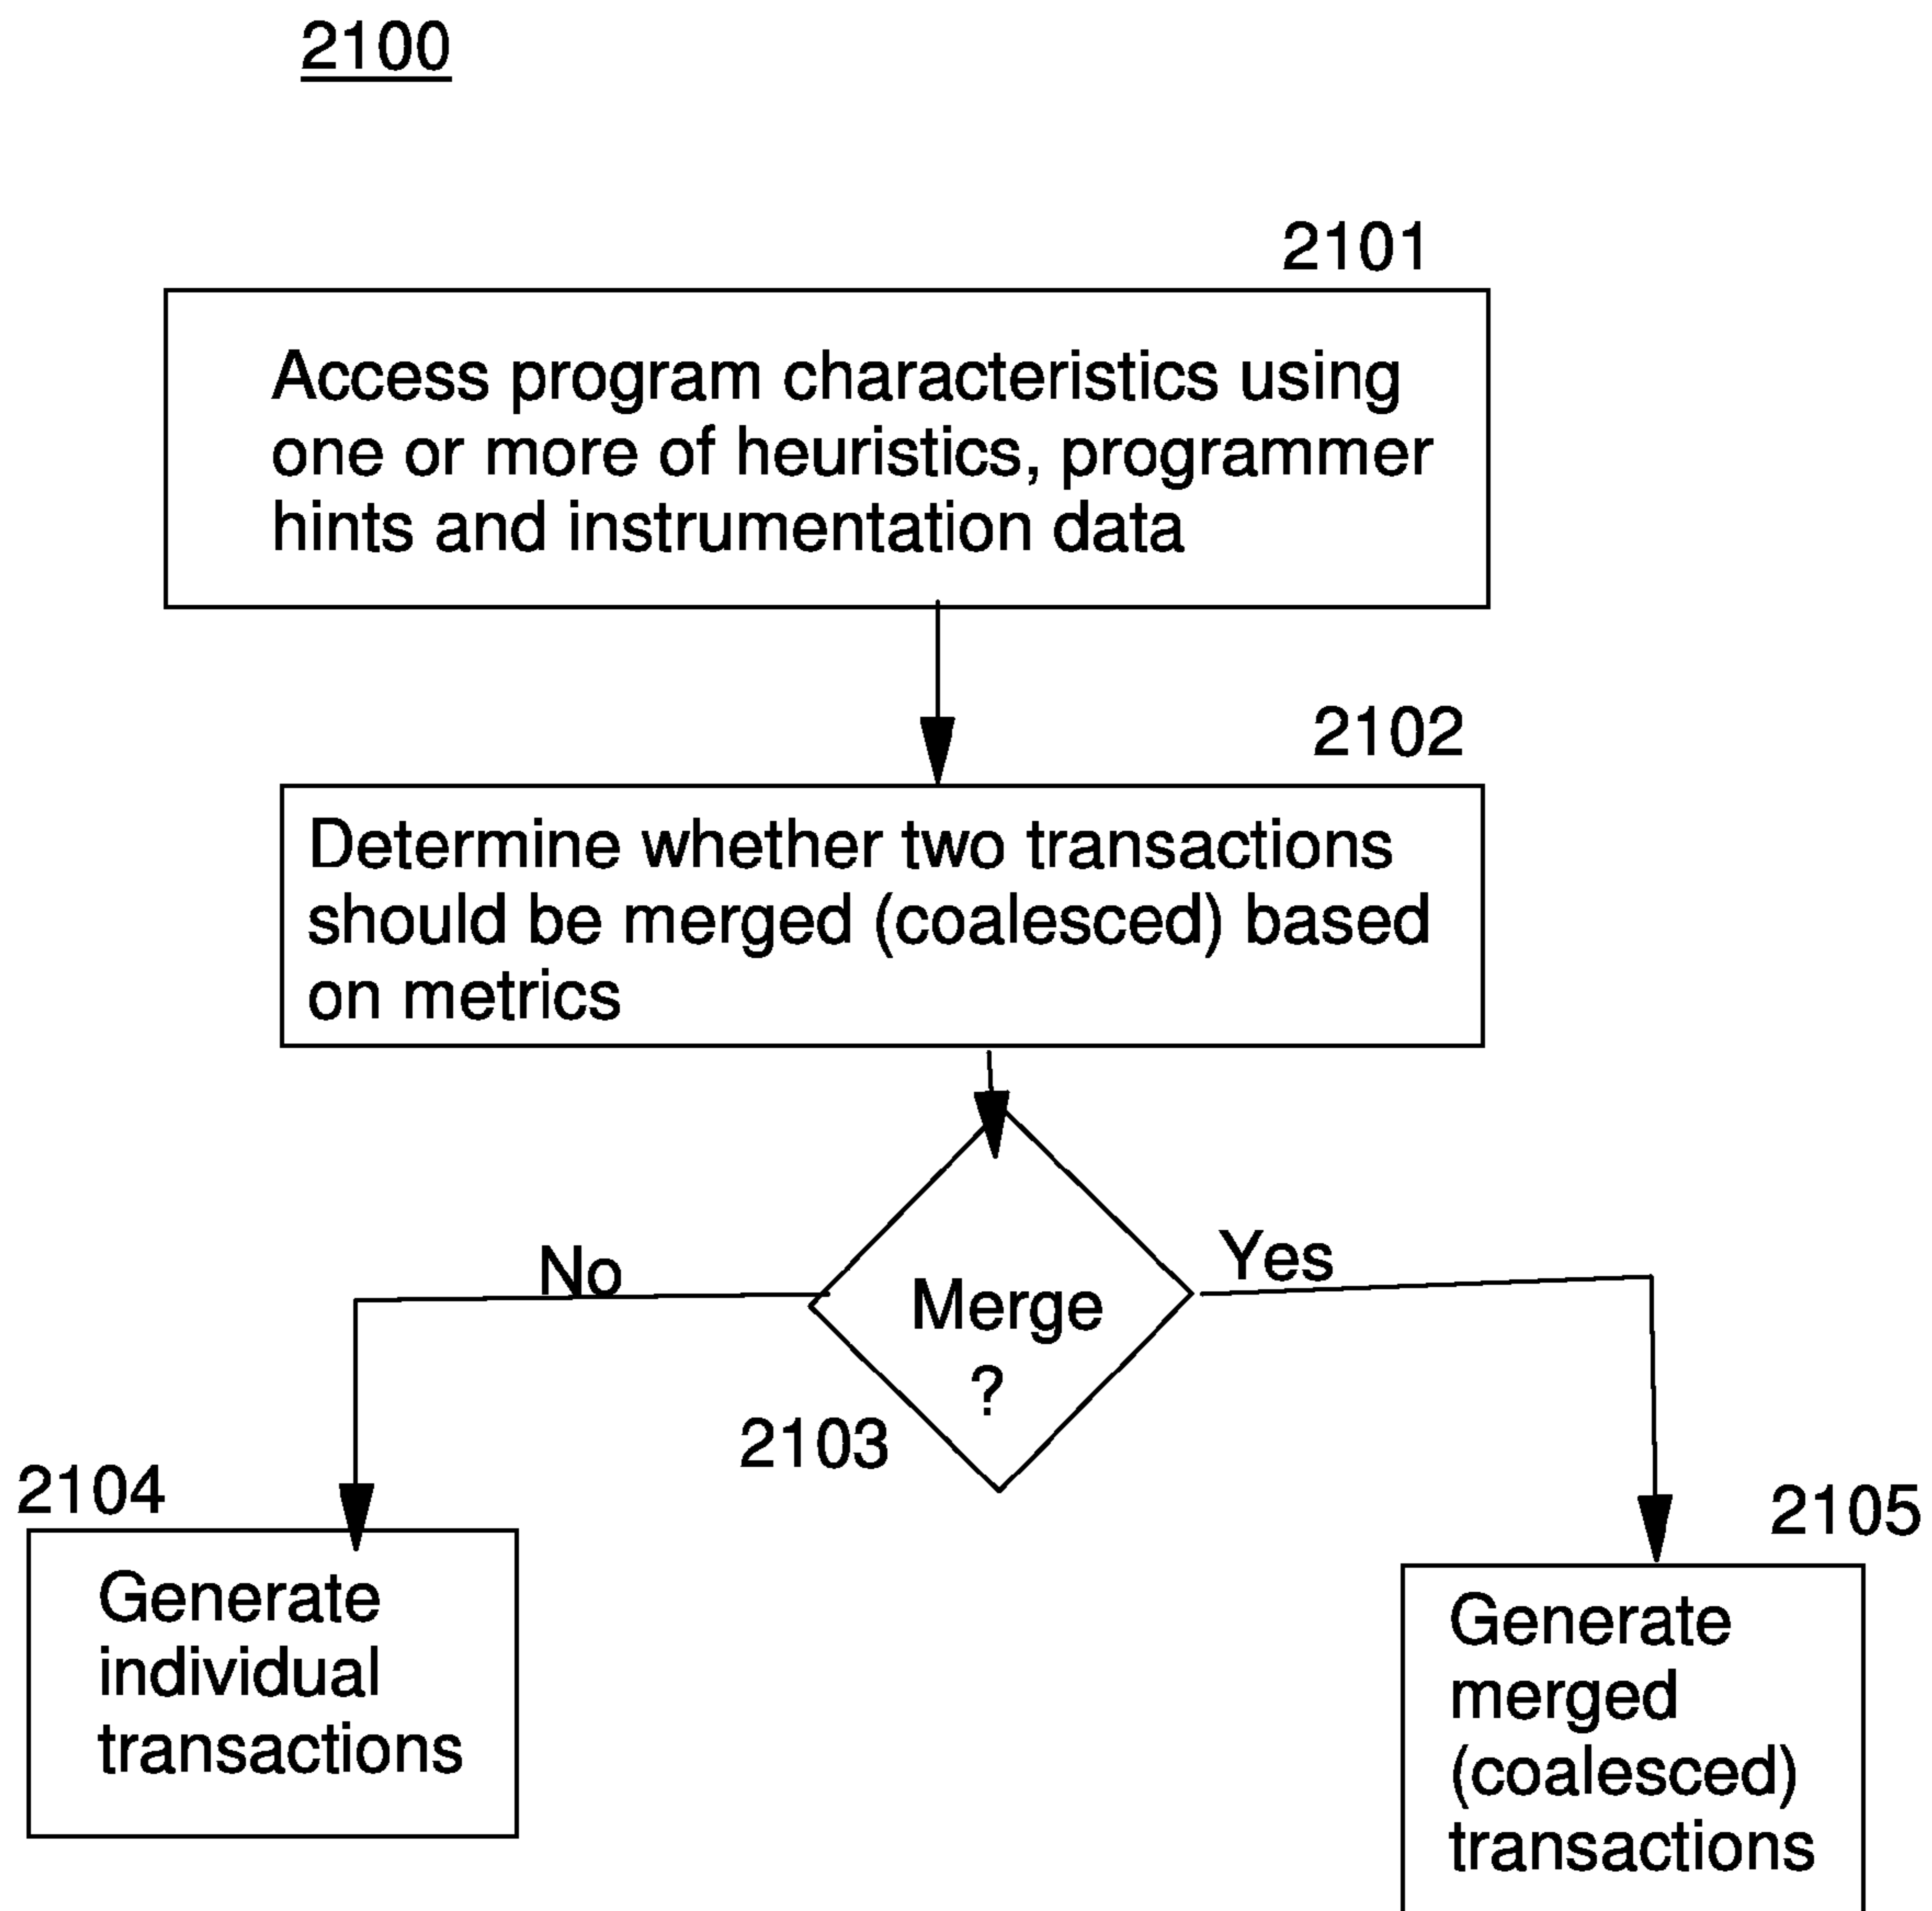 2100
2101
Access program characteristics using
one or more of heuristics, programmer
hints and instrumentation data
2102
Determine whether two transactions
should be merged (coalesced) based
on metrics
No
Yes
Merge
?
2103
2104
Generate
individual
transactions
2105
Generate
merged
(coalesced)
transactions